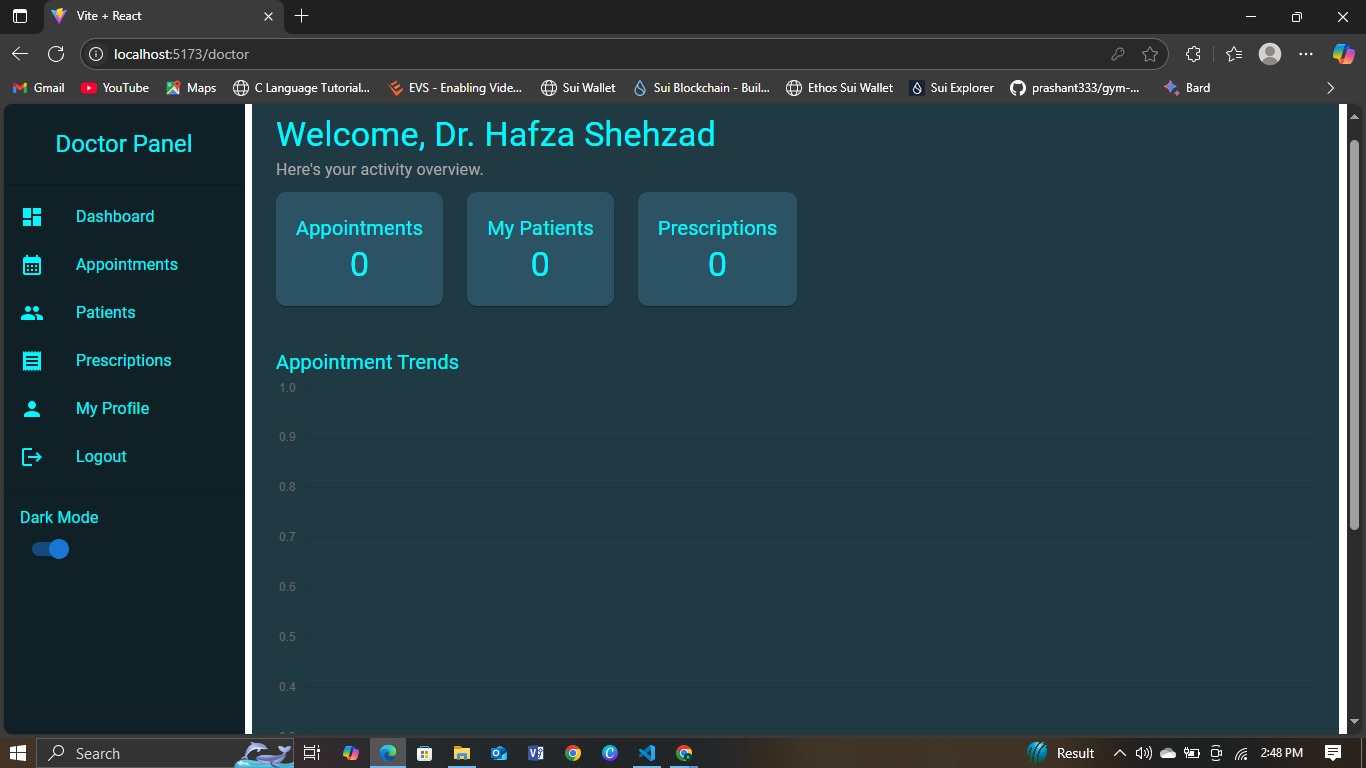 Vite + React
localhost:5173/doctor
Gmail YouTube Maps C Language Tutorial... EVS - Enabling Vide... Sui Wallet Sui Blockchain - Buil... Ethos Sui Wallet Sui Explorer prashant333/gym-... Bard
Doctor Panel
Dashboard
Appointments
Patients
Prescriptions
My Profile
Logout
Dark Mode
Welcome, Dr. Hafza Shehzad
Here's your activity overview.
Appointments My Patients Prescriptions
0 0 0
Appointment Trends
1.0
0.9
0.8
0.7
0.6
0.5
0.4
Search Result 2:48 PM